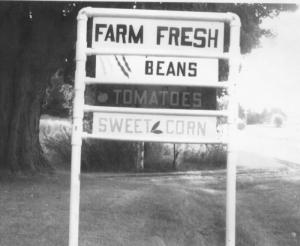 FARM FRESH
BEANS
TOMATOES
SWEET CORN